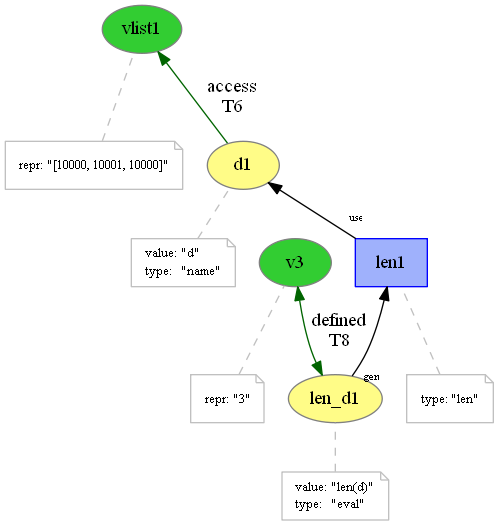 vlist1
access
T6
repr: "[10000, 10001, 10000]"
d1
use
value: "d"
type: "name"
v3
len1
defined
T8
gen
repr: "3"
len_d1
type: "len"
value: "len(d)"
type: "eval"